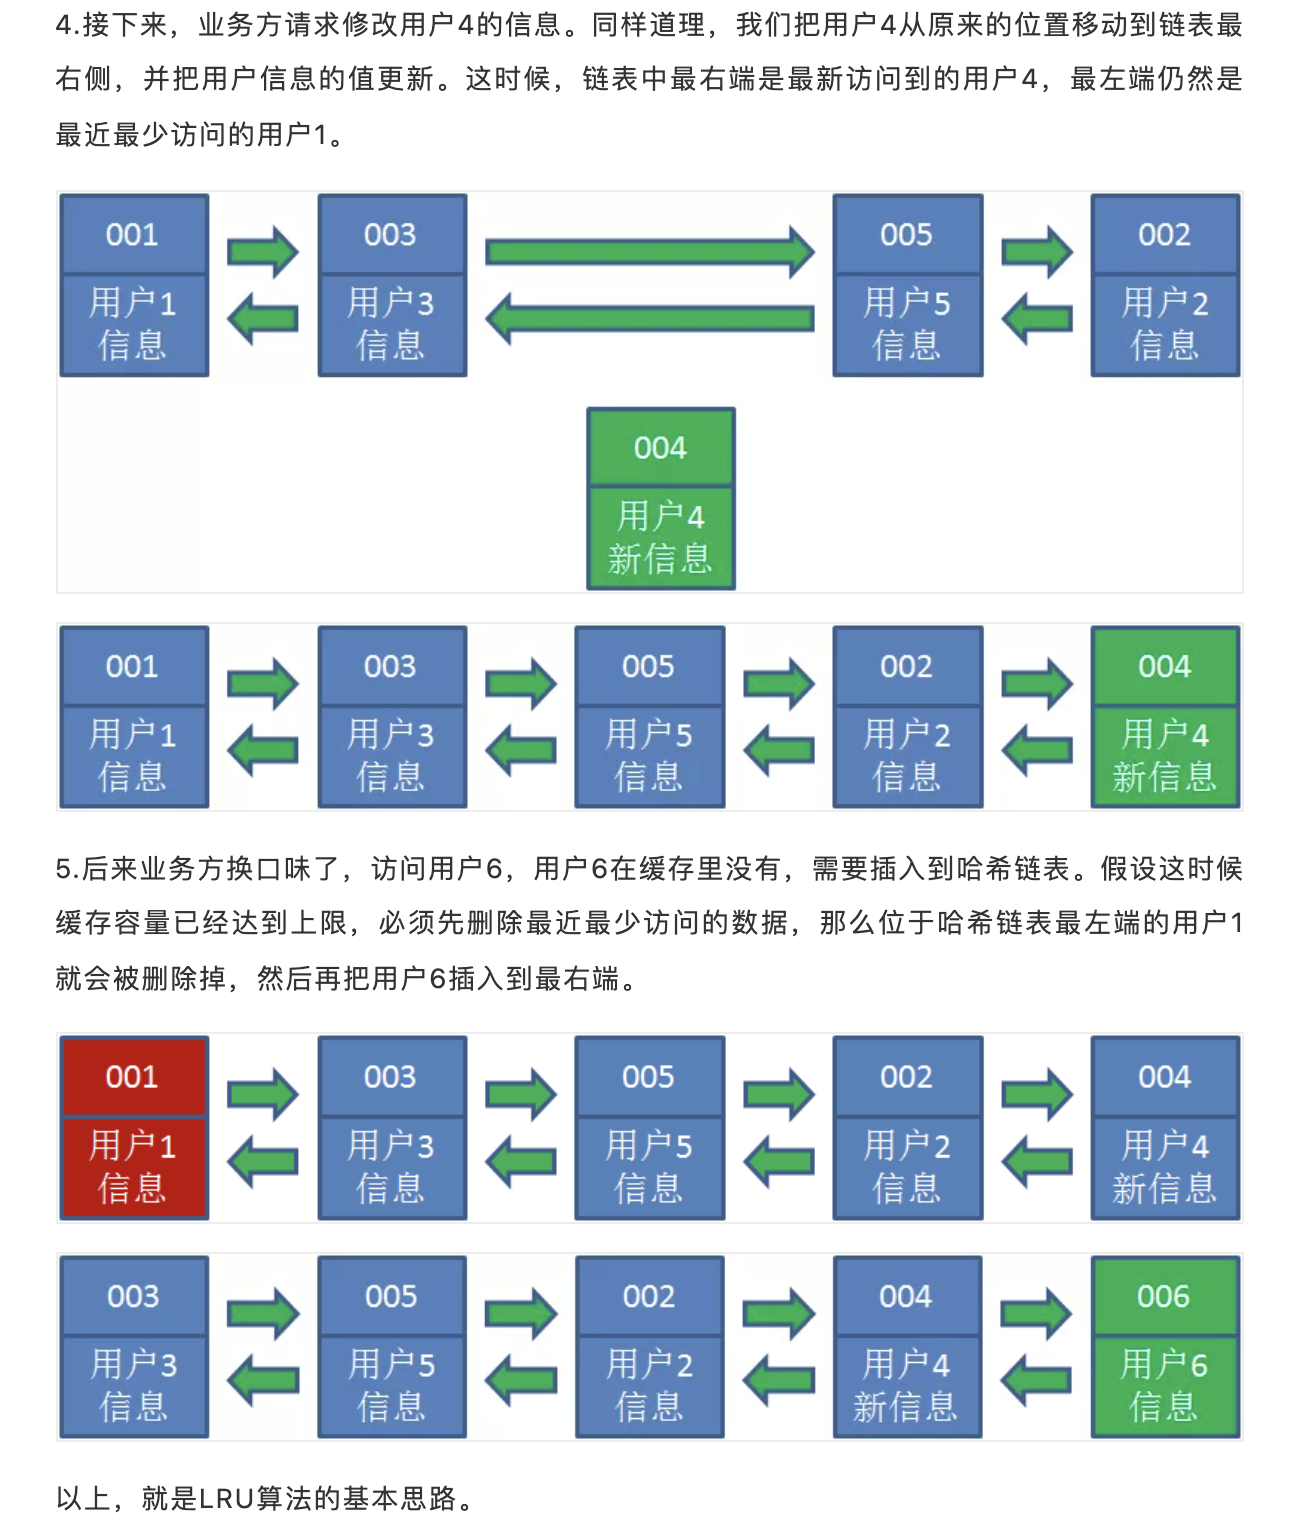 4.接下来，业务方请求修改用户4的信息。同样道理，我们把用户4从原来的位置移动到链表最
右侧，并把用户信息的值更新。这时候，链表中最右端是最新访问到的用户4，最左端仍然是
最近最少访问的用户1。
001
用户1
信息
003
用户3
信息
005
用户5
信息
002
用户2
信息
004
用户4
新信息
001
用户1
信息
003
用户3
信息
005
用户5
信息
002
用户2
信息
004
用户4
新信息
5.后来业务方换口味了，访问用户6，用户6在缓存里没有，需要插入到哈希链表。假设这时候
缓存容量已经达到上限，必须先删除最近最少访问的数据，那么位于哈希链表最左端的用户1
就会被删除掉，然后再把用户6插入到最右端。
001
用户1
信息
003
用户3
信息
005
用户5
信息
002
用户2
信息
004
用户4
新信息
003
用户3
信息
005
用户5
信息
002
用户2
信息
004
用户4
新信息
006
用户6
信息
以上，就是LRU算法的基本思路。